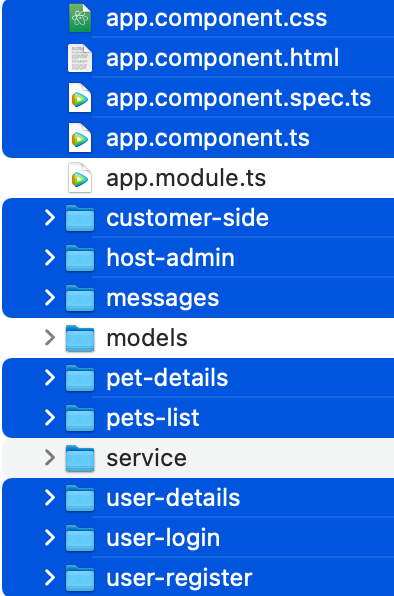 app.component.css
app.component.html
app.component.spec.ts
app.component.ts
app.module.ts
customer-side
host-admin
messages
models
pet-details
pets-list
service
user-details
user-login
user-register